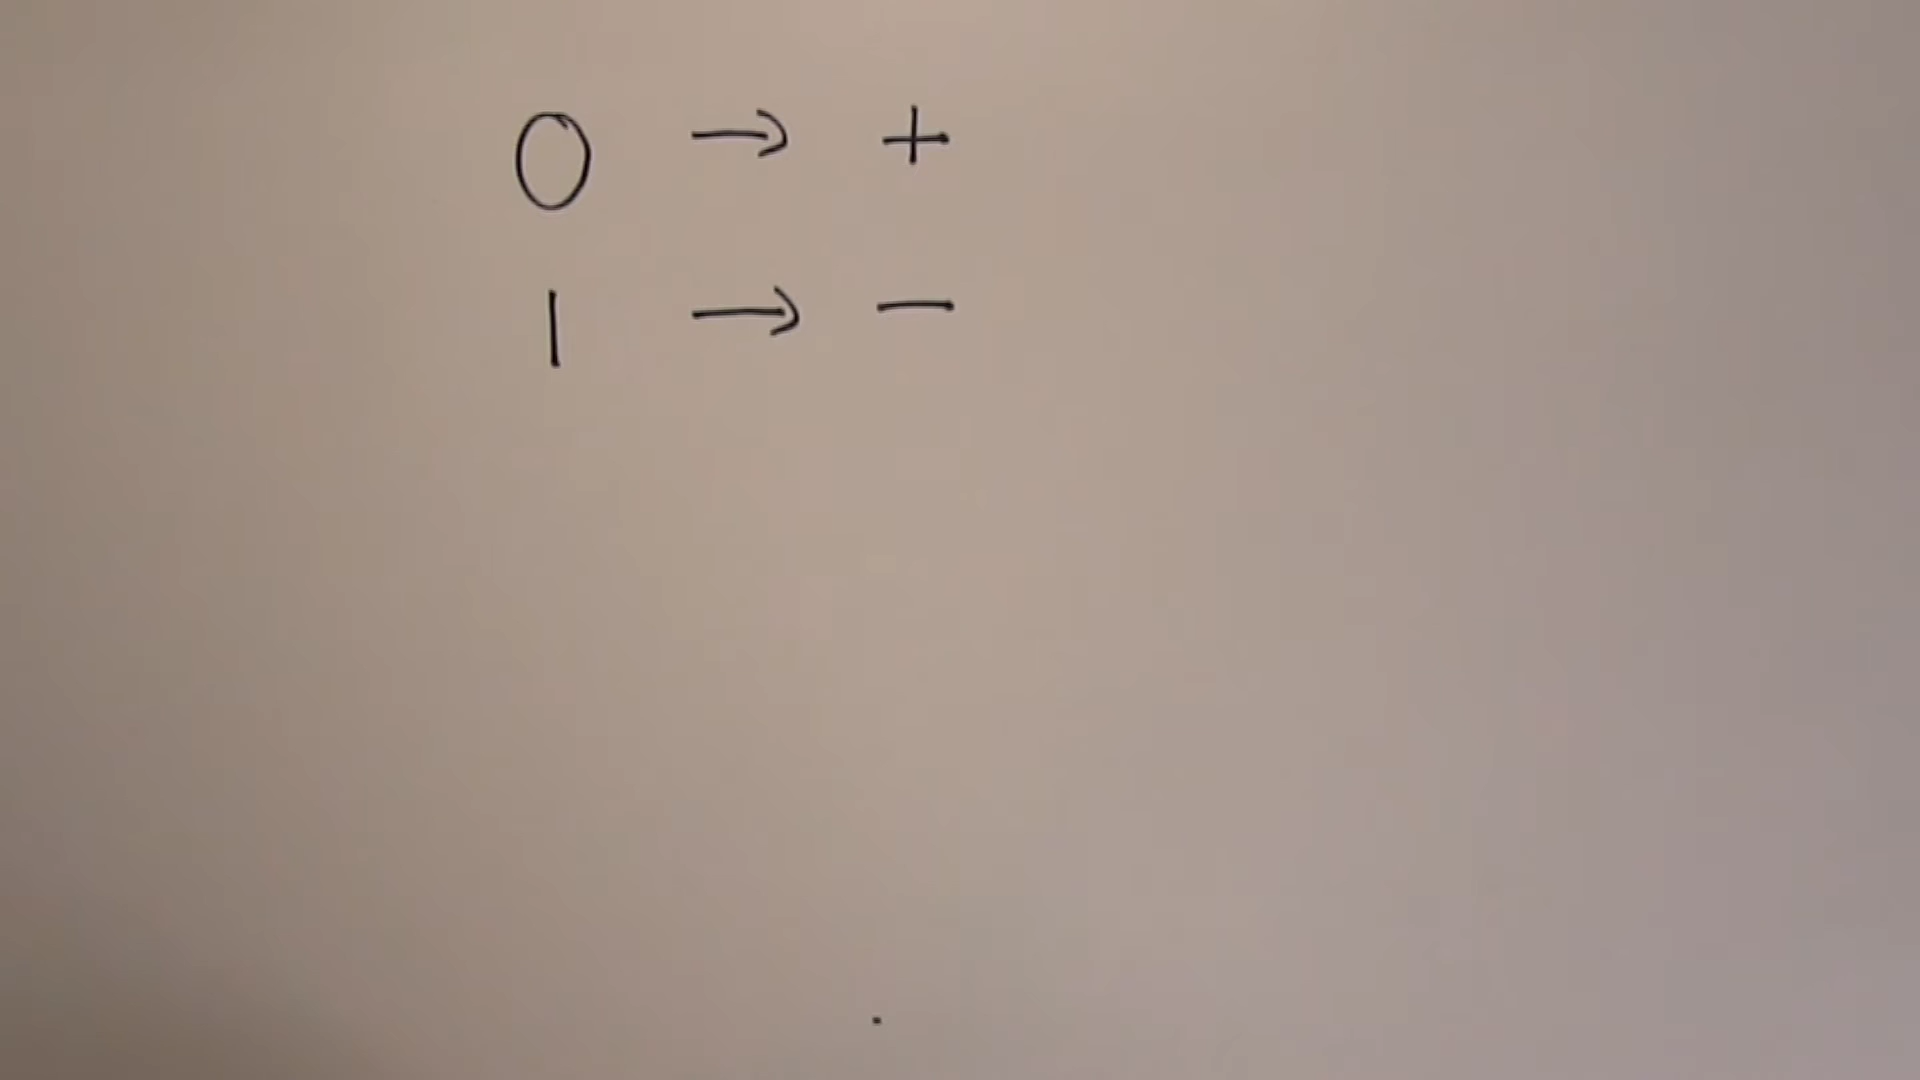 0 → +
1 → −